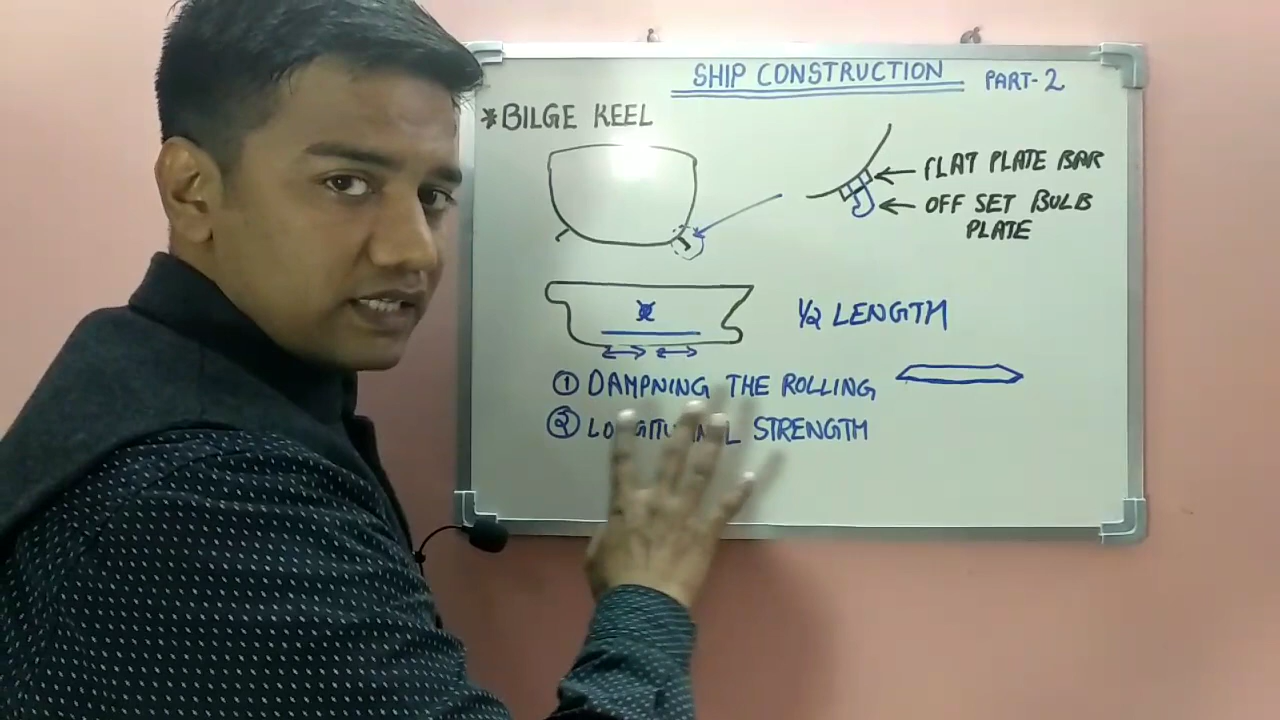 SHIP CONSTRUCTION
PART-2
*BILGE KEEL
FLAT PLATE BAR
OFF SET BULB
PLATE
1/2 LENGTH
① DAMPNING THE ROLLING
② STRENGTH